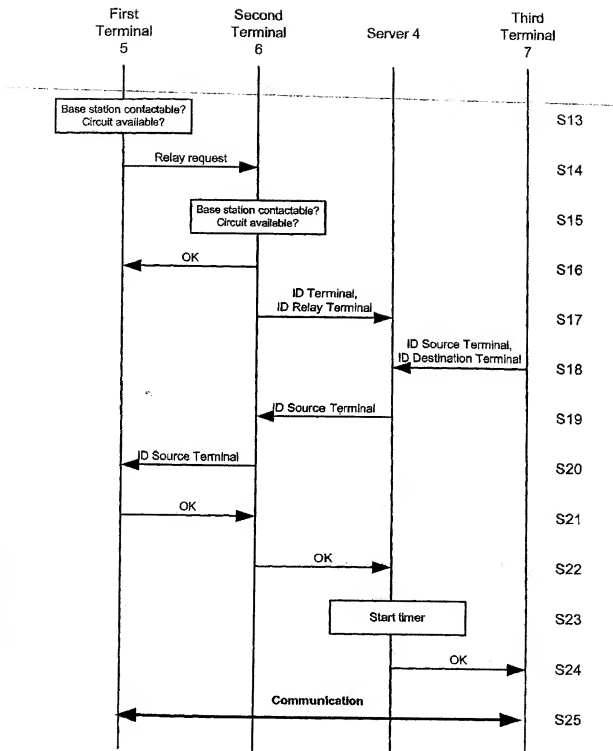 First
Terminal
5
Second
Terminal
6
Server 4
Third
Terminal
7
Base station contactable?
Circuit available?
S13
Relay request
S14
Base station contactable?
Circuit available?
S15
OK
S16
ID Terminal,
ID Relay Terminal
S17
ID Source Terminal,
ID Destination Terminal
S18
ID Source Terminal
S19
ID Source Terminal
S20
OK
S21
OK
S22
Start timer
S23
OK
S24
Communication
S25